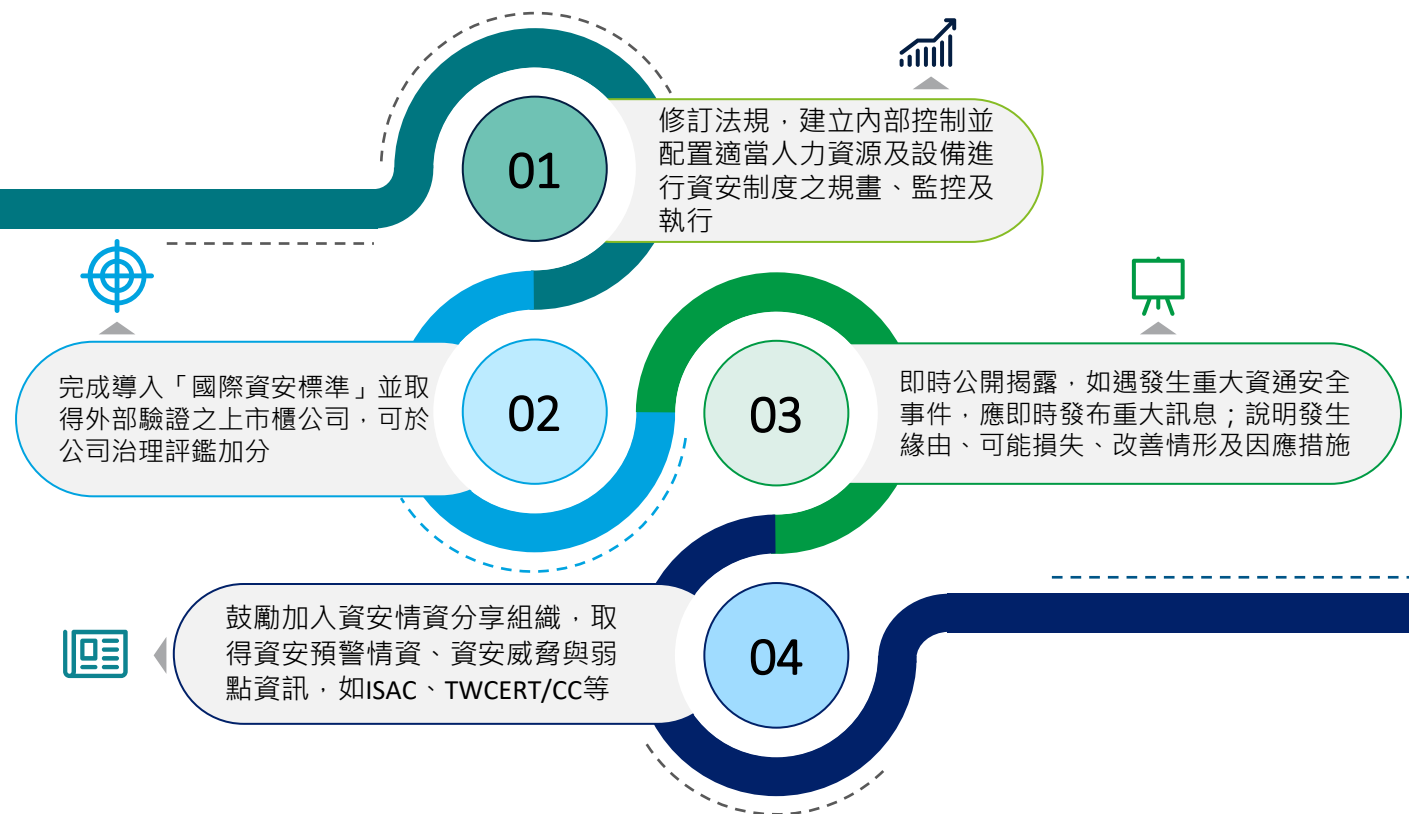 01
修訂法規，建立內部控制並
配置適當人力資源及設備進
行資安制度之規畫、監控及
執行
02
完成導入「國際資安標準」並取
得外部驗證之上市櫃公司，可於
公司治理評鑑加分
03
即時公開揭露，如遇發生重大資通安全
事件，應即時發布重大訊息；說明發生
緣由、可能損失、改善情形及因應措施
04
鼓勵加入資安情資分享組織，取
得資安預警情資、資安威脅與弱
點資訊，如ISAC、TWCERT/CC等